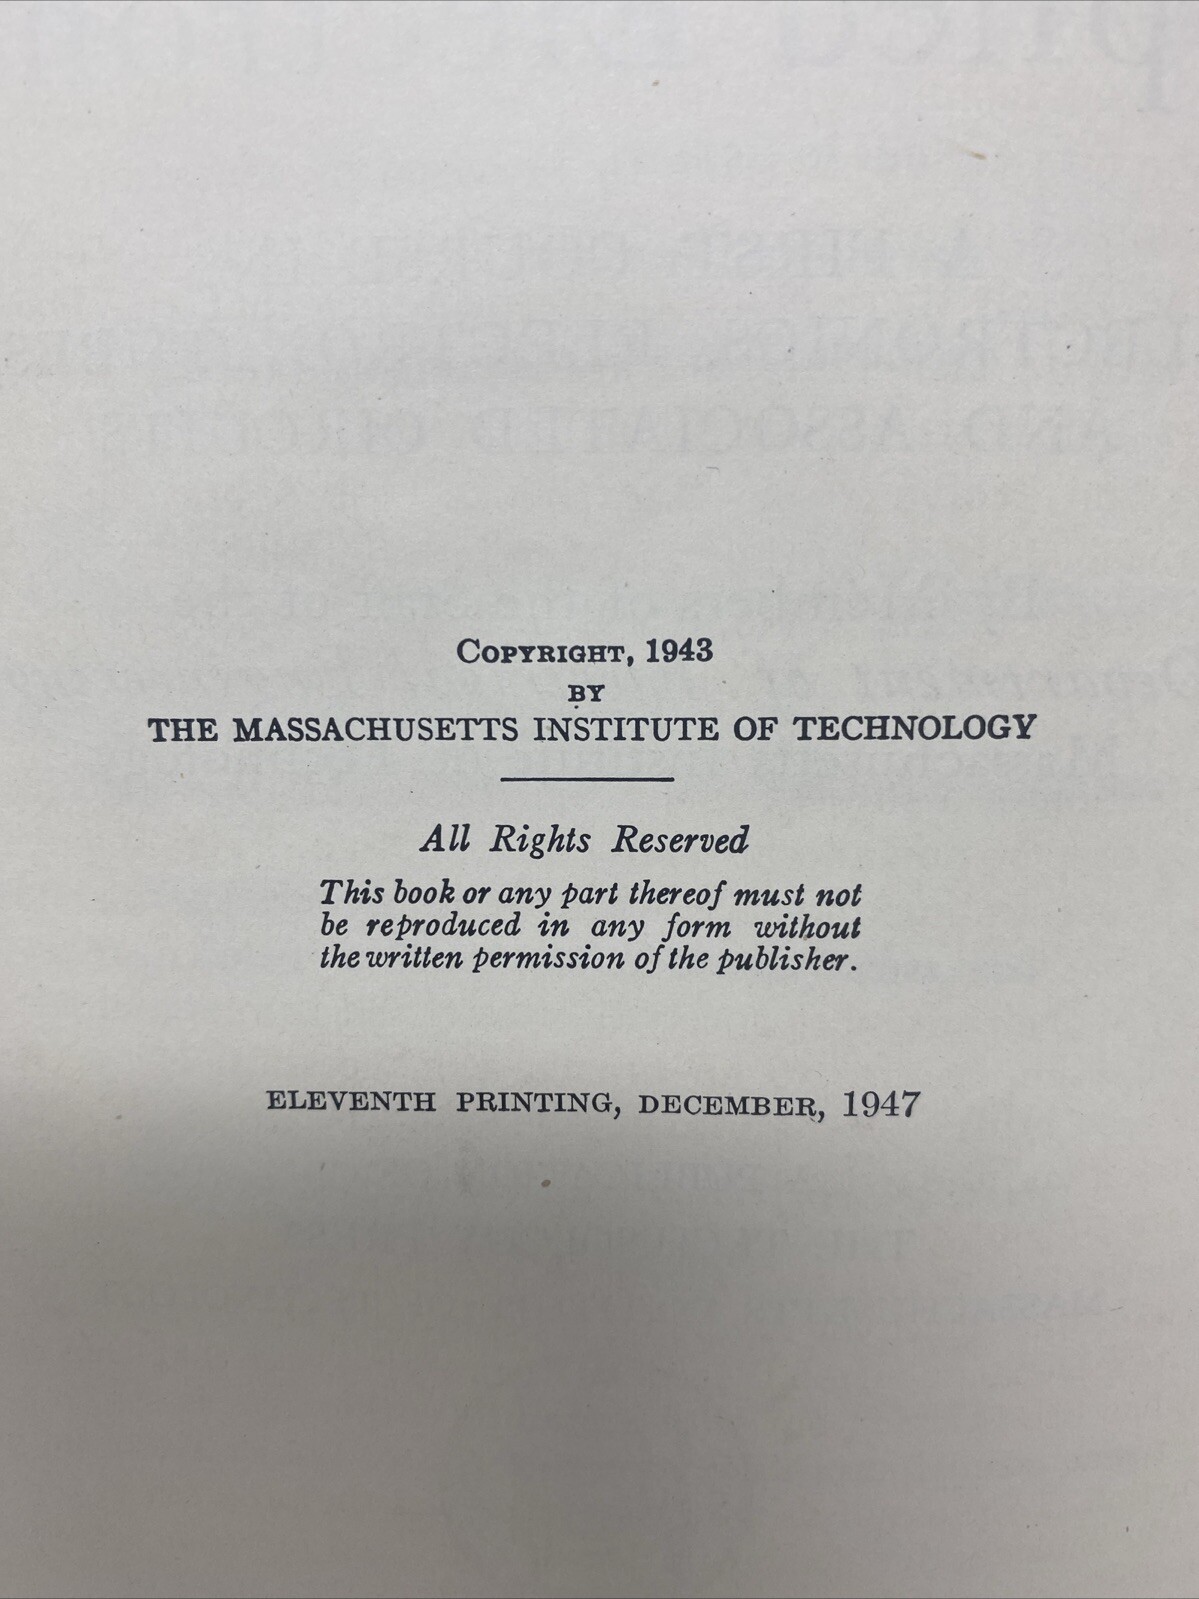 COPYRIGHT, 1943
BY
THE MASSACHUSETTS INSTITUTE OF TECHNOLOGY
All Rights Reserved
This book or any part thereof must not
be reproduced in any form without
the written permission of the publisher.
ELEVENTH PRINTING, DECEMBER, 1947